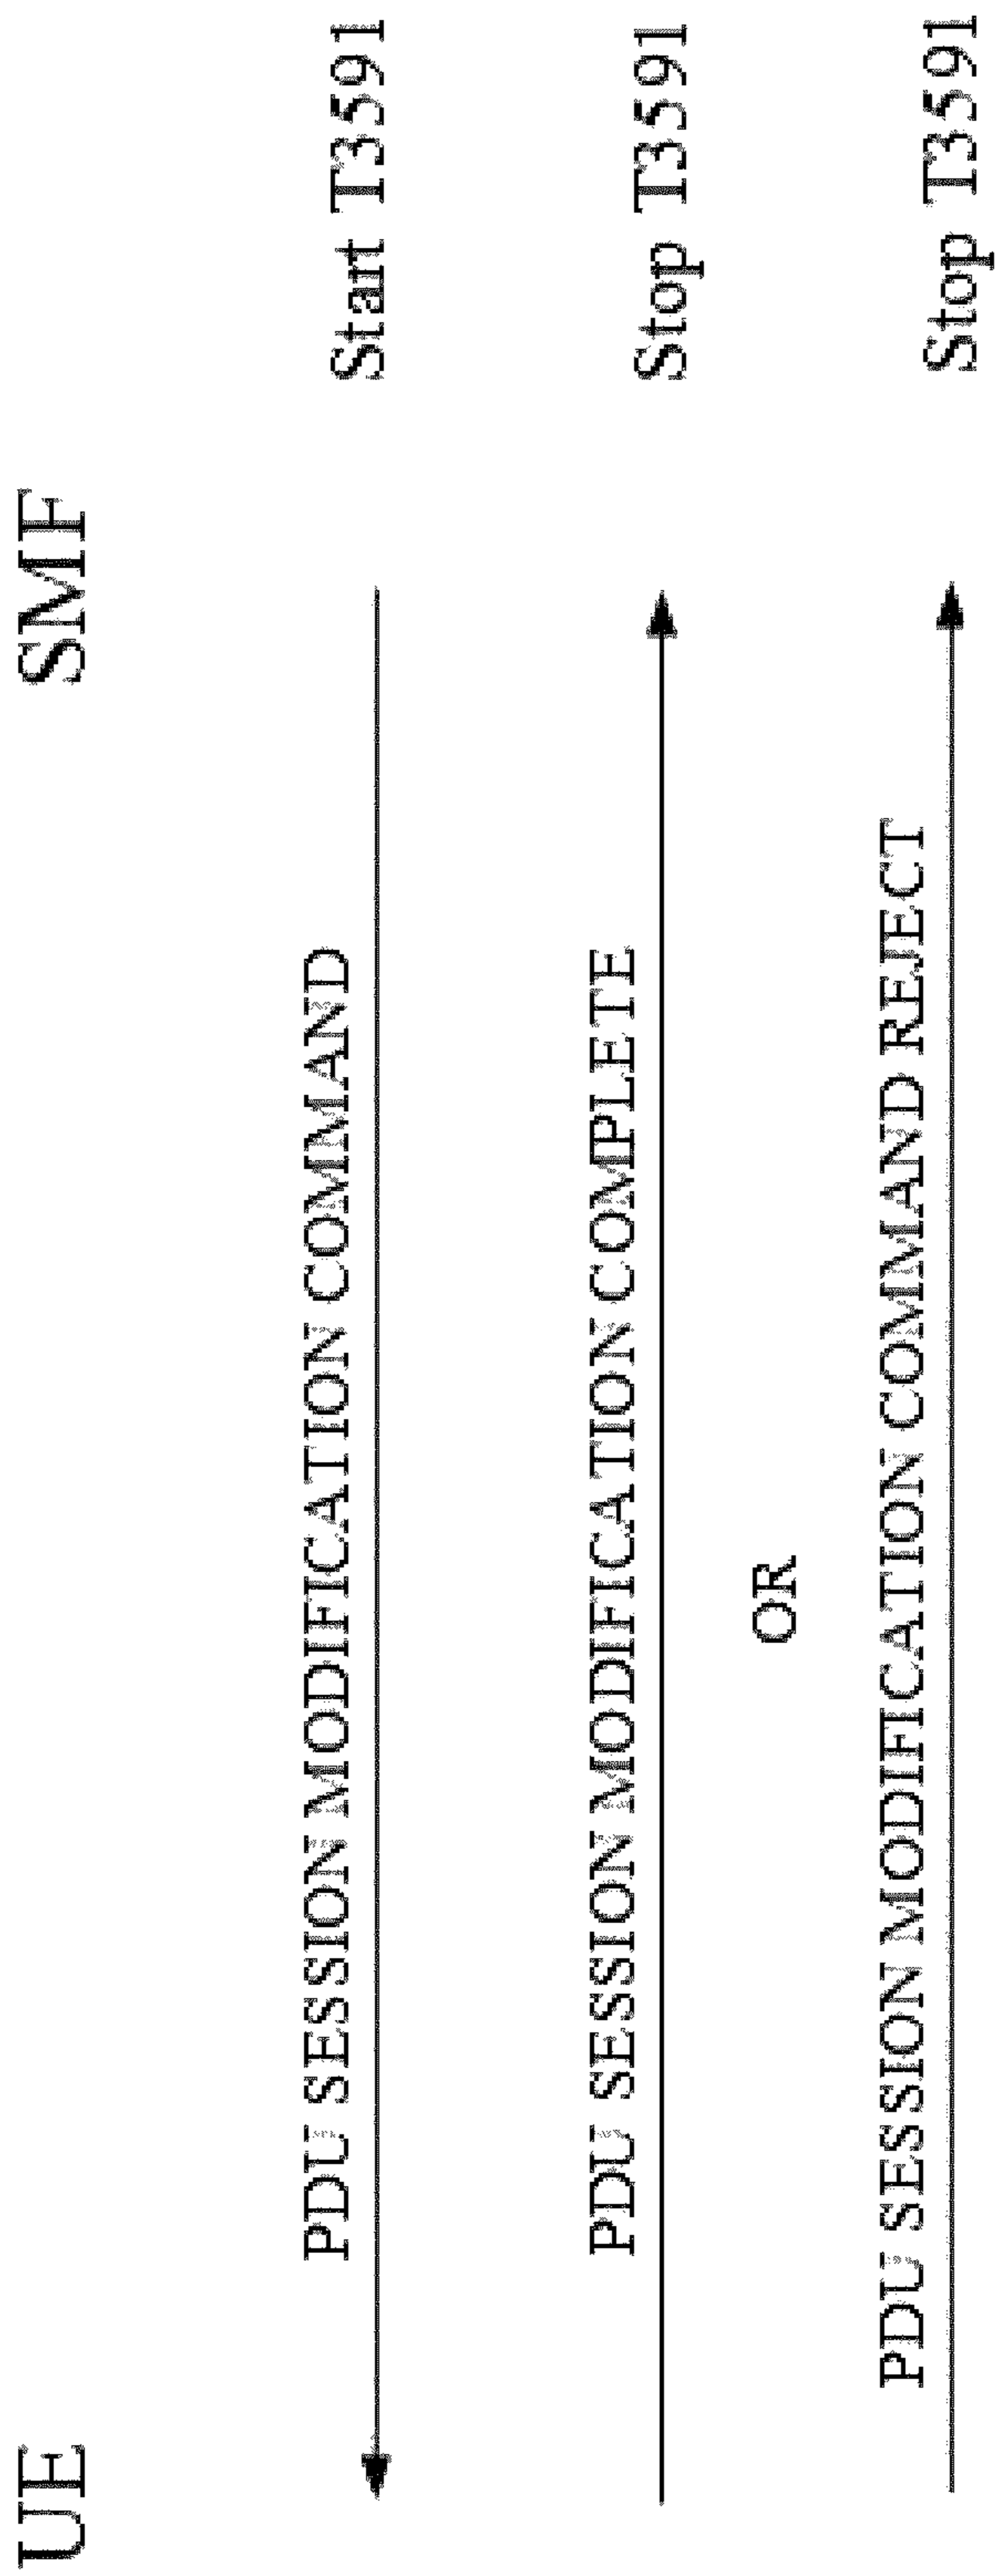 UE SMF
PDU SESSION MODIFICATION COMMAND Start T3591
PDU SESSION MODIFICATION COMPLETE Stop T3591
OR
PDU SESSION MODIFICATION COMMAND REJECT Stop T3591